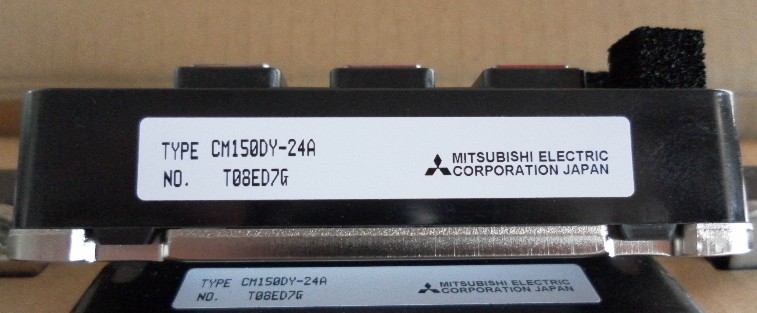 TYPE CM150DY-24A
NO. T08ED7G
MITSUBISHI ELECTRIC
CORPORATION JAPAN
TYPE CM150DY-24A
NO. T08ED7G
MITSUBISHI ELECTRIC
CORPORATION JAPAN